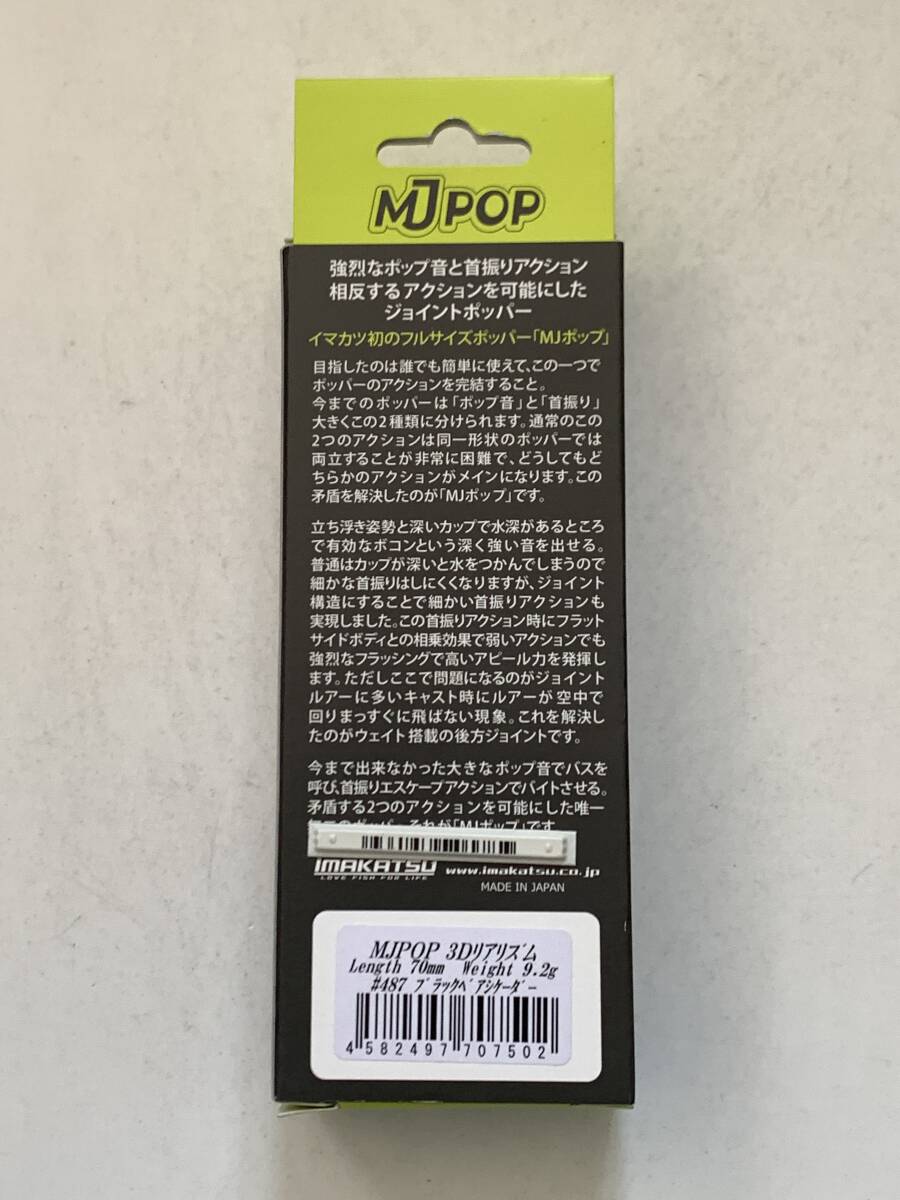 MJPOP
強烈なポップ音と首振りアクション
相反するアクションを可能にした
ジョイントポッパー
イマカツ初のフルサイズポッパー「MJポップ」
目指したのは誰でも簡単に使えて、この一つで
ポッパーのアクションを完結すること。
今までのポッパーは「ポップ音」と「首振り」
大きくこの2種類に分けられます。通常のこの
2つのアクションは同一形状のポッパーでは
両立することが非常に困難で、どうしてもど
ちらかのアクションがメインになります。この
矛盾を解決したのが「MJポップ」です。
立ち浮き姿勢と深いカップで水深があるところ
で有効なボコンという深く強い音を出せる。
普通はカップが深いと水をつかんでしまうので
細かな首振りはしにくくなりますが、ジョイント
構造にすることで細かい首振りアクションも
実現しました。この首振りアクション時にフラット
サイドボディとの相乗効果で弱いアクションでも
強烈なフラッシングで高いアピール力を発揮し
ます。ただしここで問題になるのがジョイント
ルアーに多いキャスト時にルアーが空中で
回りまっすぐに飛ばない現象。これを解決し
たのがウェイト搭載の後方ジョイントです。
今まで出来なかった大きなポップ音でバスを
呼び、首振りエスケープアクションでバイトさせる。
矛盾する2つのアクションを可能にした唯一
のポッパー それが「MJポップ」です
IMAKATSU www.imakatsu.co.jp
LOVE FISH FOR LIFE
MADE IN JAPAN
MJPOP 3Dリアリズム
Length 70mm Weight 9.2g
#487 ブラックベアシケーダー
4 582497 707502